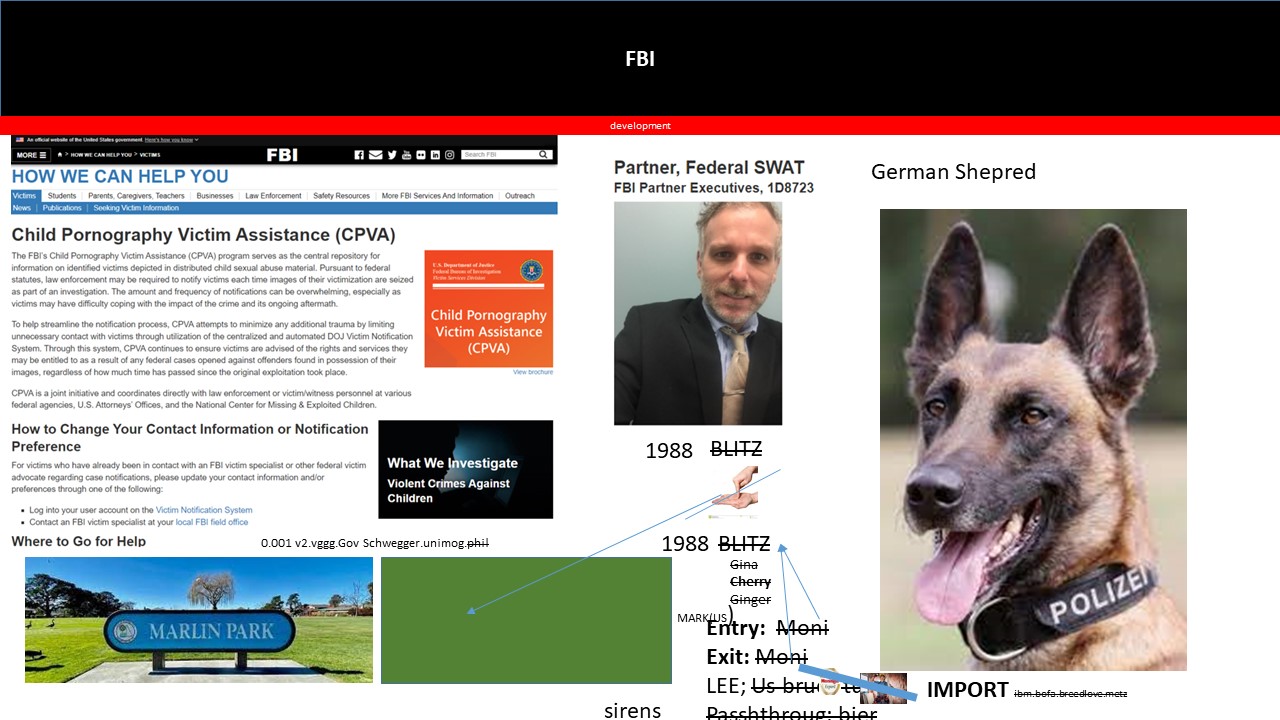 FBI
development
An official website of the United States government. Here's how you know
MORE HOW WE CAN HELP YOU > VICTIMS FBI Search FBI
HOW WE CAN HELP YOU
Victims Students Parents, Caregivers, Teachers Businesses Law Enforcement Safety Resources More FBI Services And Information Outreach
News Publications Seeking Victim Information
Child Pornography Victim Assistance (CPVA)
The FBI's Child Pornography Victim Assistance (CPVA) program serves as the central repository for
information on identified victims depicted in distributed child sexual abuse material. Pursuant to federal
statutes, law enforcement may be required to notify victims each time images of their victimization are seized
as part of an investigation. The amount and frequency of notifications can be overwhelming, especially as
victims may have difficulty coping with the impact of the crime and its ongoing aftermath.
To help streamline the notification process, CPVA attempts to minimize any additional trauma by limiting
unnecessary contact with victims through utilization of the centralized and automated DOJ Victim Notification
System. Through this system, CPVA continues to ensure victims are advised of the rights and services they
may be entitled to as a result of any federal cases opened against offenders found in possession of their
images, regardless of how much time has passed since the original exploitation took place.
CPVA is a joint initiative and coordinates directly with law enforcement or victim/witness personnel at various
federal agencies, U.S. Attorneys' Offices, and the National Center for Missing & Exploited Children.
U.S. Department of Justice
Federal Bureau of Investigation
Victim Services Division
Child Pornography
Victim Assistance
(CPVA)
View brochure
How to Change Your Contact Information or Notification
Preference
For victims who have already been in contact with an FBI victim specialist or other federal victim
advocate regarding case notifications, please update your contact information and/or
preferences through one of the following:
Log into your user account on the Victim Notification System
Contact an FBI victim specialist at your local FBI field office
Where to Go for Help
What We Investigate
Violent Crimes Against
Children
0.001 v2.vggg.Gov Schwegger.unimog.phil
MARLIN PARK
Partner, Federal SWAT
FBI Partner Executives, 1D8723
1988 BLITZ
1988 BLITZ
Gina
Cherry
Ginger
MARK(US)
Entry: Moni
Exit: Moni
LEE; Us
Passhthroug: bier
sirens
German Shepred
POLIZEI
IMPORT ibm.bofa.breedlove.metz